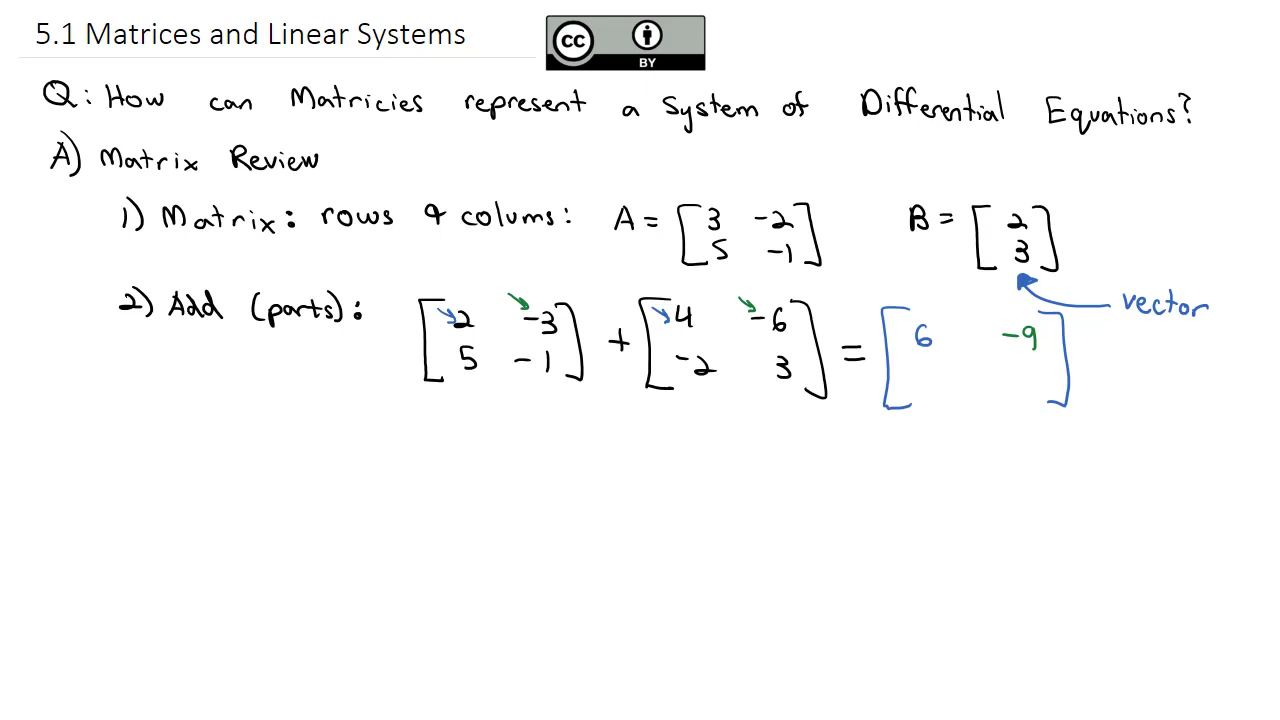 5.1 Matrices and Linear Systems
cc BY
Q: How can Matricies represent a System of Differential Equations?
A) Matrix Review
1) Matrix: rows & colums: A = [3 -2 B = [2
5 -1] 3]
vector
2) Add (parts): [2 -3 + [4 -6 = [6 -9
5 -1] -2 3] ]